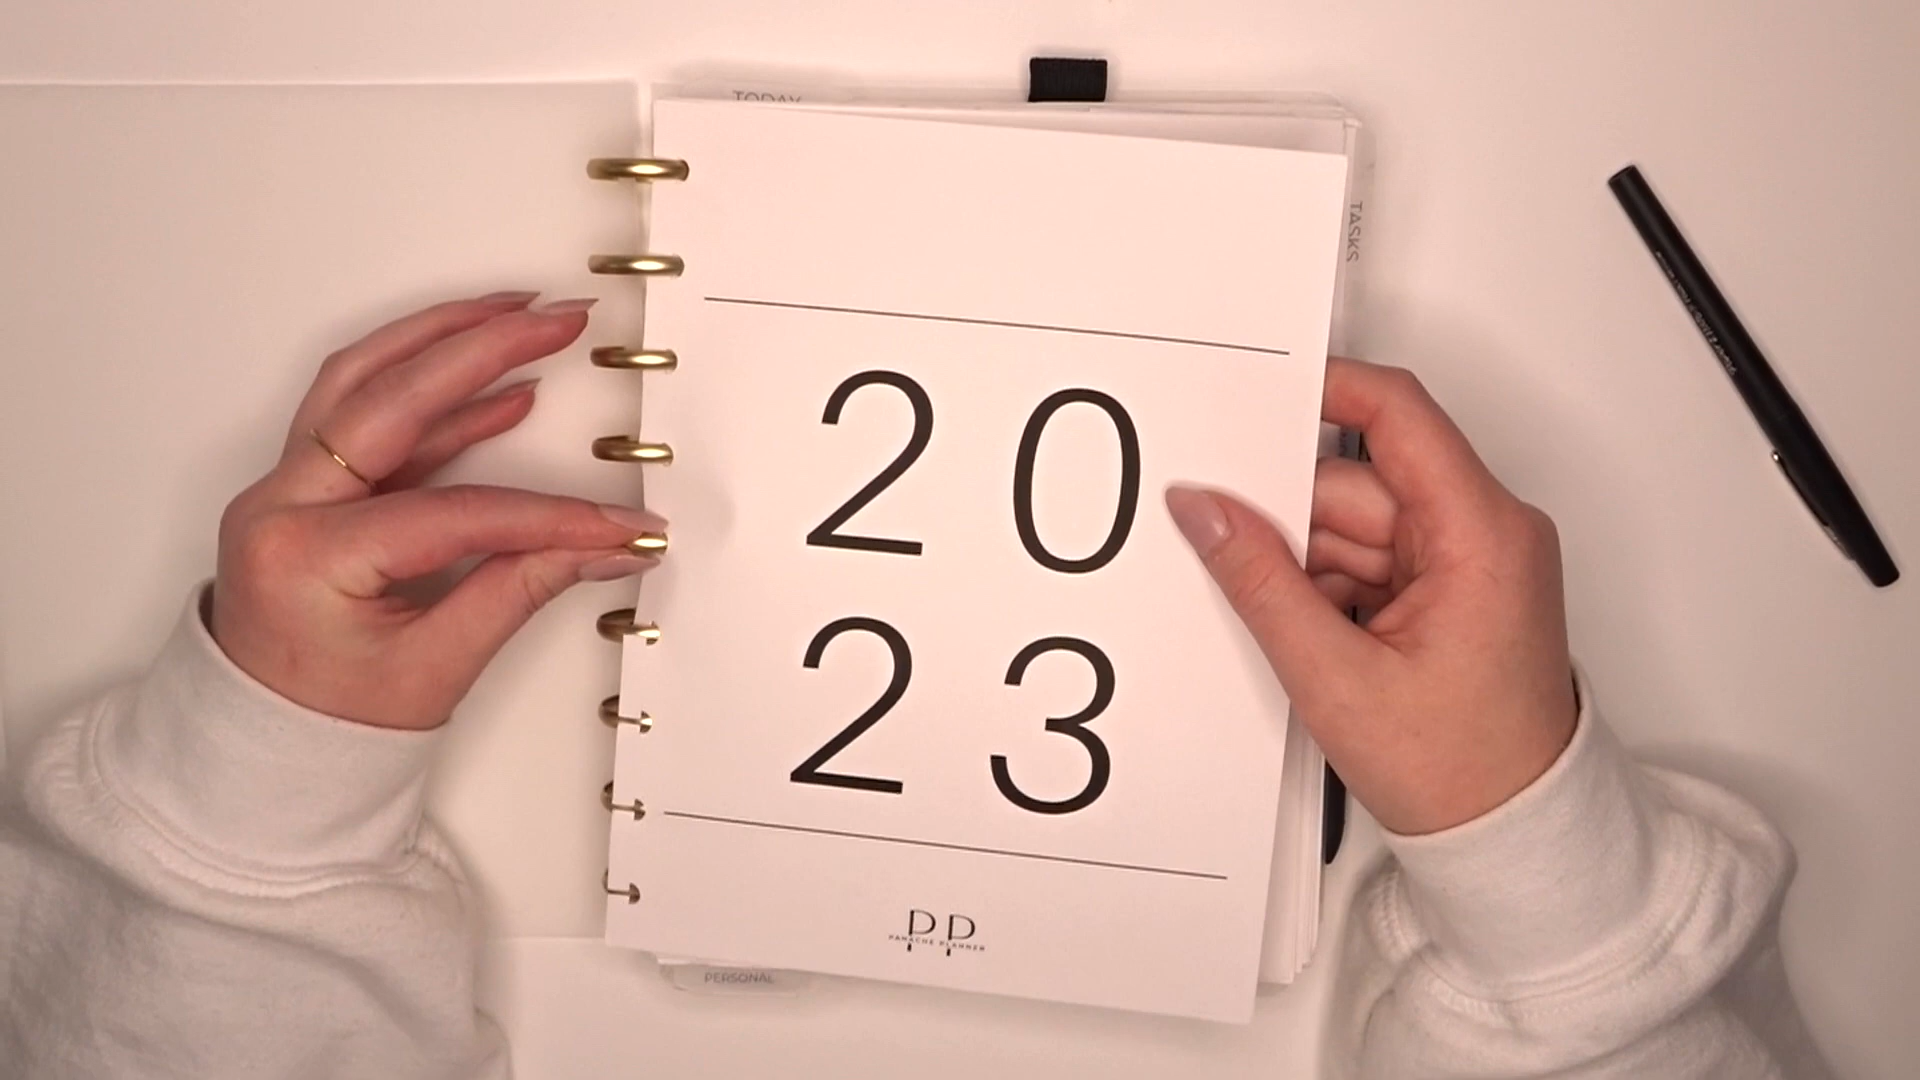 TODAY
TASKS
20
23
PP
PANACHE PLANNER
PERSONAL